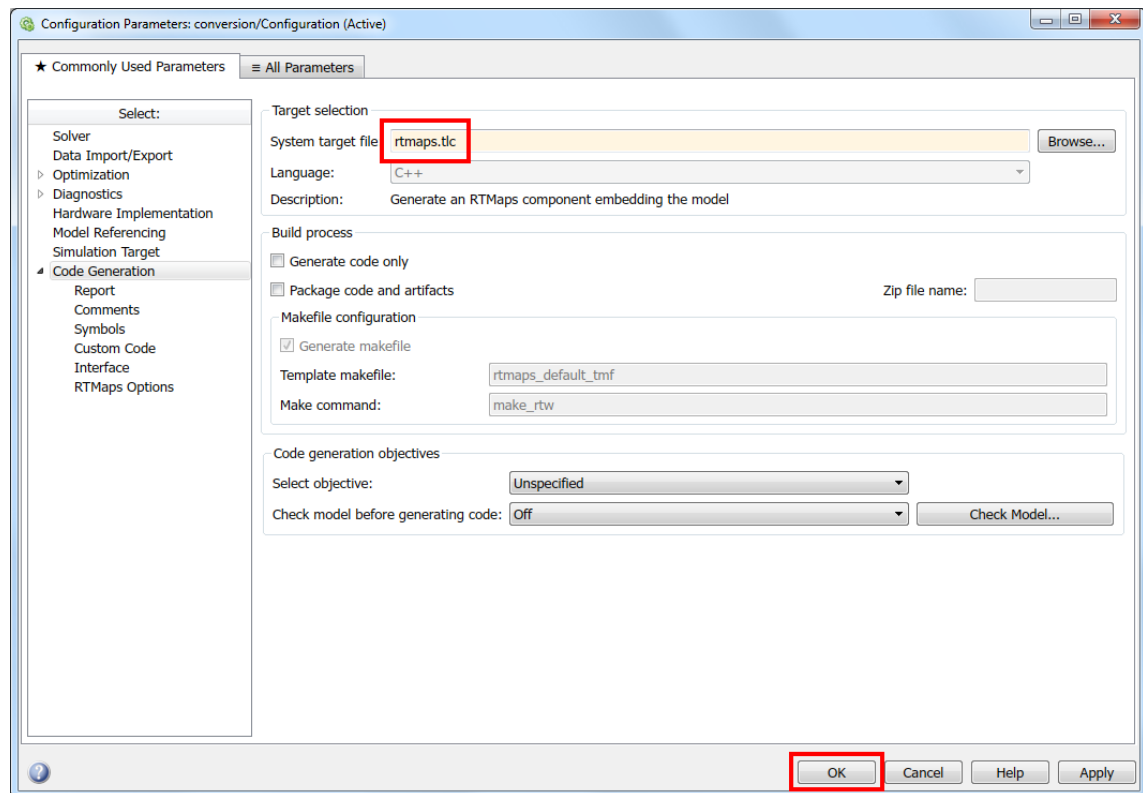 Configuration Parameters: conversion/Configuration (Active)
★ Commonly Used Parameters
≡ All Parameters
Select:
Solver
Data Import/Export
Optimization
Diagnostics
Hardware Implementation
Model Referencing
Simulation Target
Code Generation
Report
Comments
Symbols
Custom Code
Interface
RTMaps Options
Target selection
System target file rtmaps.tlc Browse...
Language: C++
Description: Generate an RTMaps component embedding the model
Build process
Generate code only
Package code and artifacts Zip file name:
Makefile configuration
Generate makefile
Template makefile: rtmaps_default_tmf
Make command: make_rtw
Code generation objectives
Select objective: Unspecified
Check model before generating code: Off Check Model...
OK Cancel Help Apply